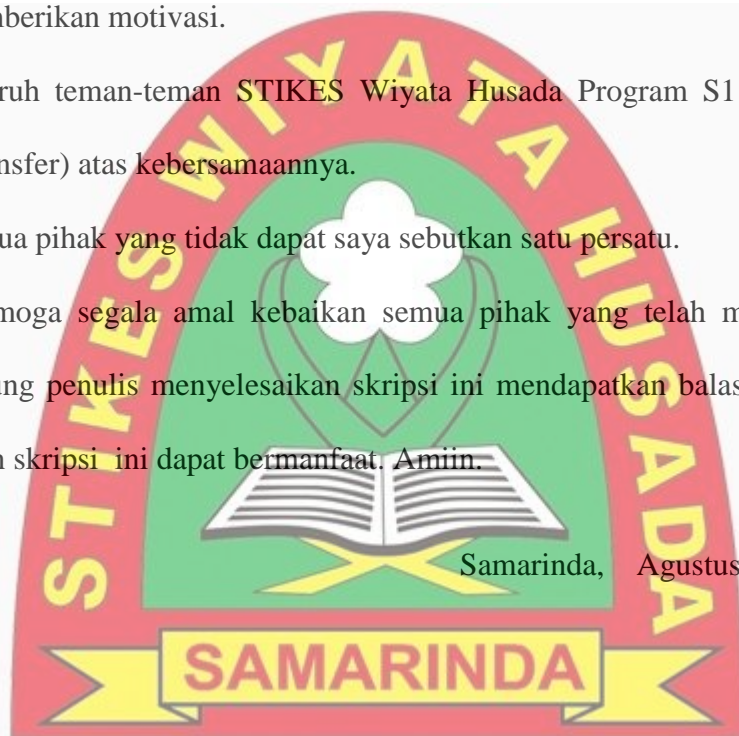 mberikan motivasi.
ruh teman-teman STIKES Wiyata Husada Program S1
nsfer) atas kebersamaannya.
ua pihak yang tidak dapat saya sebutkan satu persatu.
moga segala amal kebaikan semua pihak yang telah m
ung penulis menyelesaikan skripsi ini mendapatkan balas
n skripsi ini dapat bermanfaat. Amiin.
Samarinda, Agustus
STIKES WIYATA HUSADA
SAMARINDA